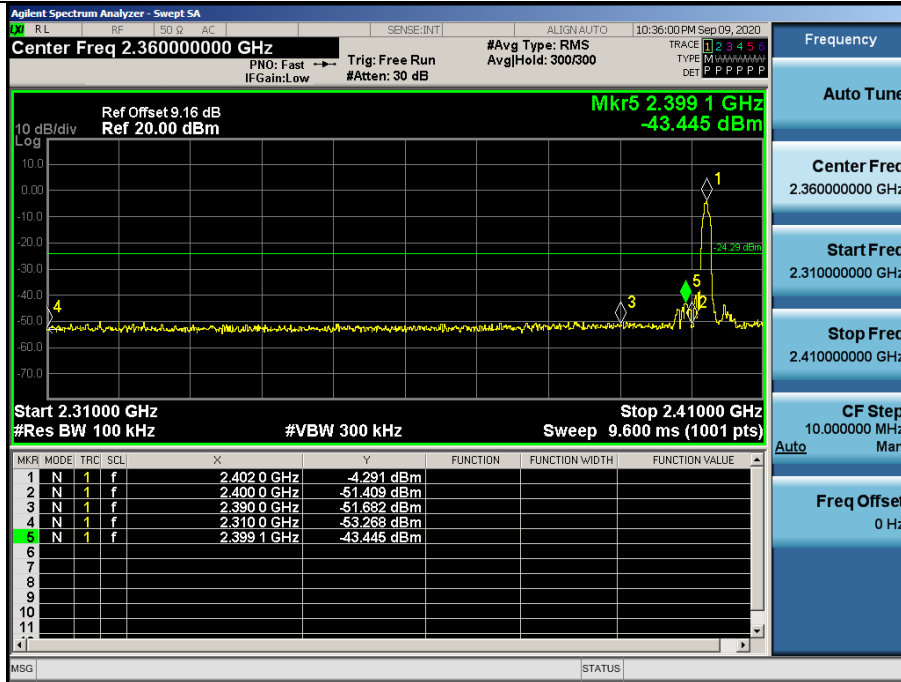 Agilent Spectrum Analyzer - Swept SA
LXI RL RF 50 Ω AC SENSE:INT ALIGN AUTO 10:36:00 PM Sep 09, 2020
Center Freq 2.360000000 GHz
PNO: Fast
IFGain:Low
Trig: Free Run
#Atten: 30 dB
#Avg Type: RMS
Avg|Hold: 300/300
TRACE 1 2 3 4 5 6
TYPE M
DET P P P P P P
Mkr5 2.399 1 GHz
-43.445 dBm
Ref Offset 9.16 dB
10 dB/div Ref 20.00 dBm
Log
10.0
0.00
-10.0
-20.0
-30.0
-40.0
-50.0
-60.0
-70.0
1
-24.29 dBm
5
4
3
2
Start 2.31000 GHz Stop 2.41000 GHz
#Res BW 100 kHz #VBW 300 kHz Sweep 9.600 ms (1001 pts)
MKR MODE TRC SCL X Y FUNCTION FUNCTION WIDTH FUNCTION VALUE
1 N 1 f 2.402 0 GHz -4.291 dBm
2 N 1 f 2.400 0 GHz -51.409 dBm
3 N 1 f 2.390 0 GHz -51.682 dBm
4 N 1 f 2.310 0 GHz -53.268 dBm
5 N 1 f 2.399 1 GHz -43.445 dBm
6
7
8
9
10
11
MSG STATUS
Frequency
Auto Tune
Center Freq
2.360000000 GHz
Start Freq
2.310000000 GHz
Stop Freq
2.410000000 GHz
CF Step
10.000000 MHz
Auto Man
Freq Offset
0 Hz